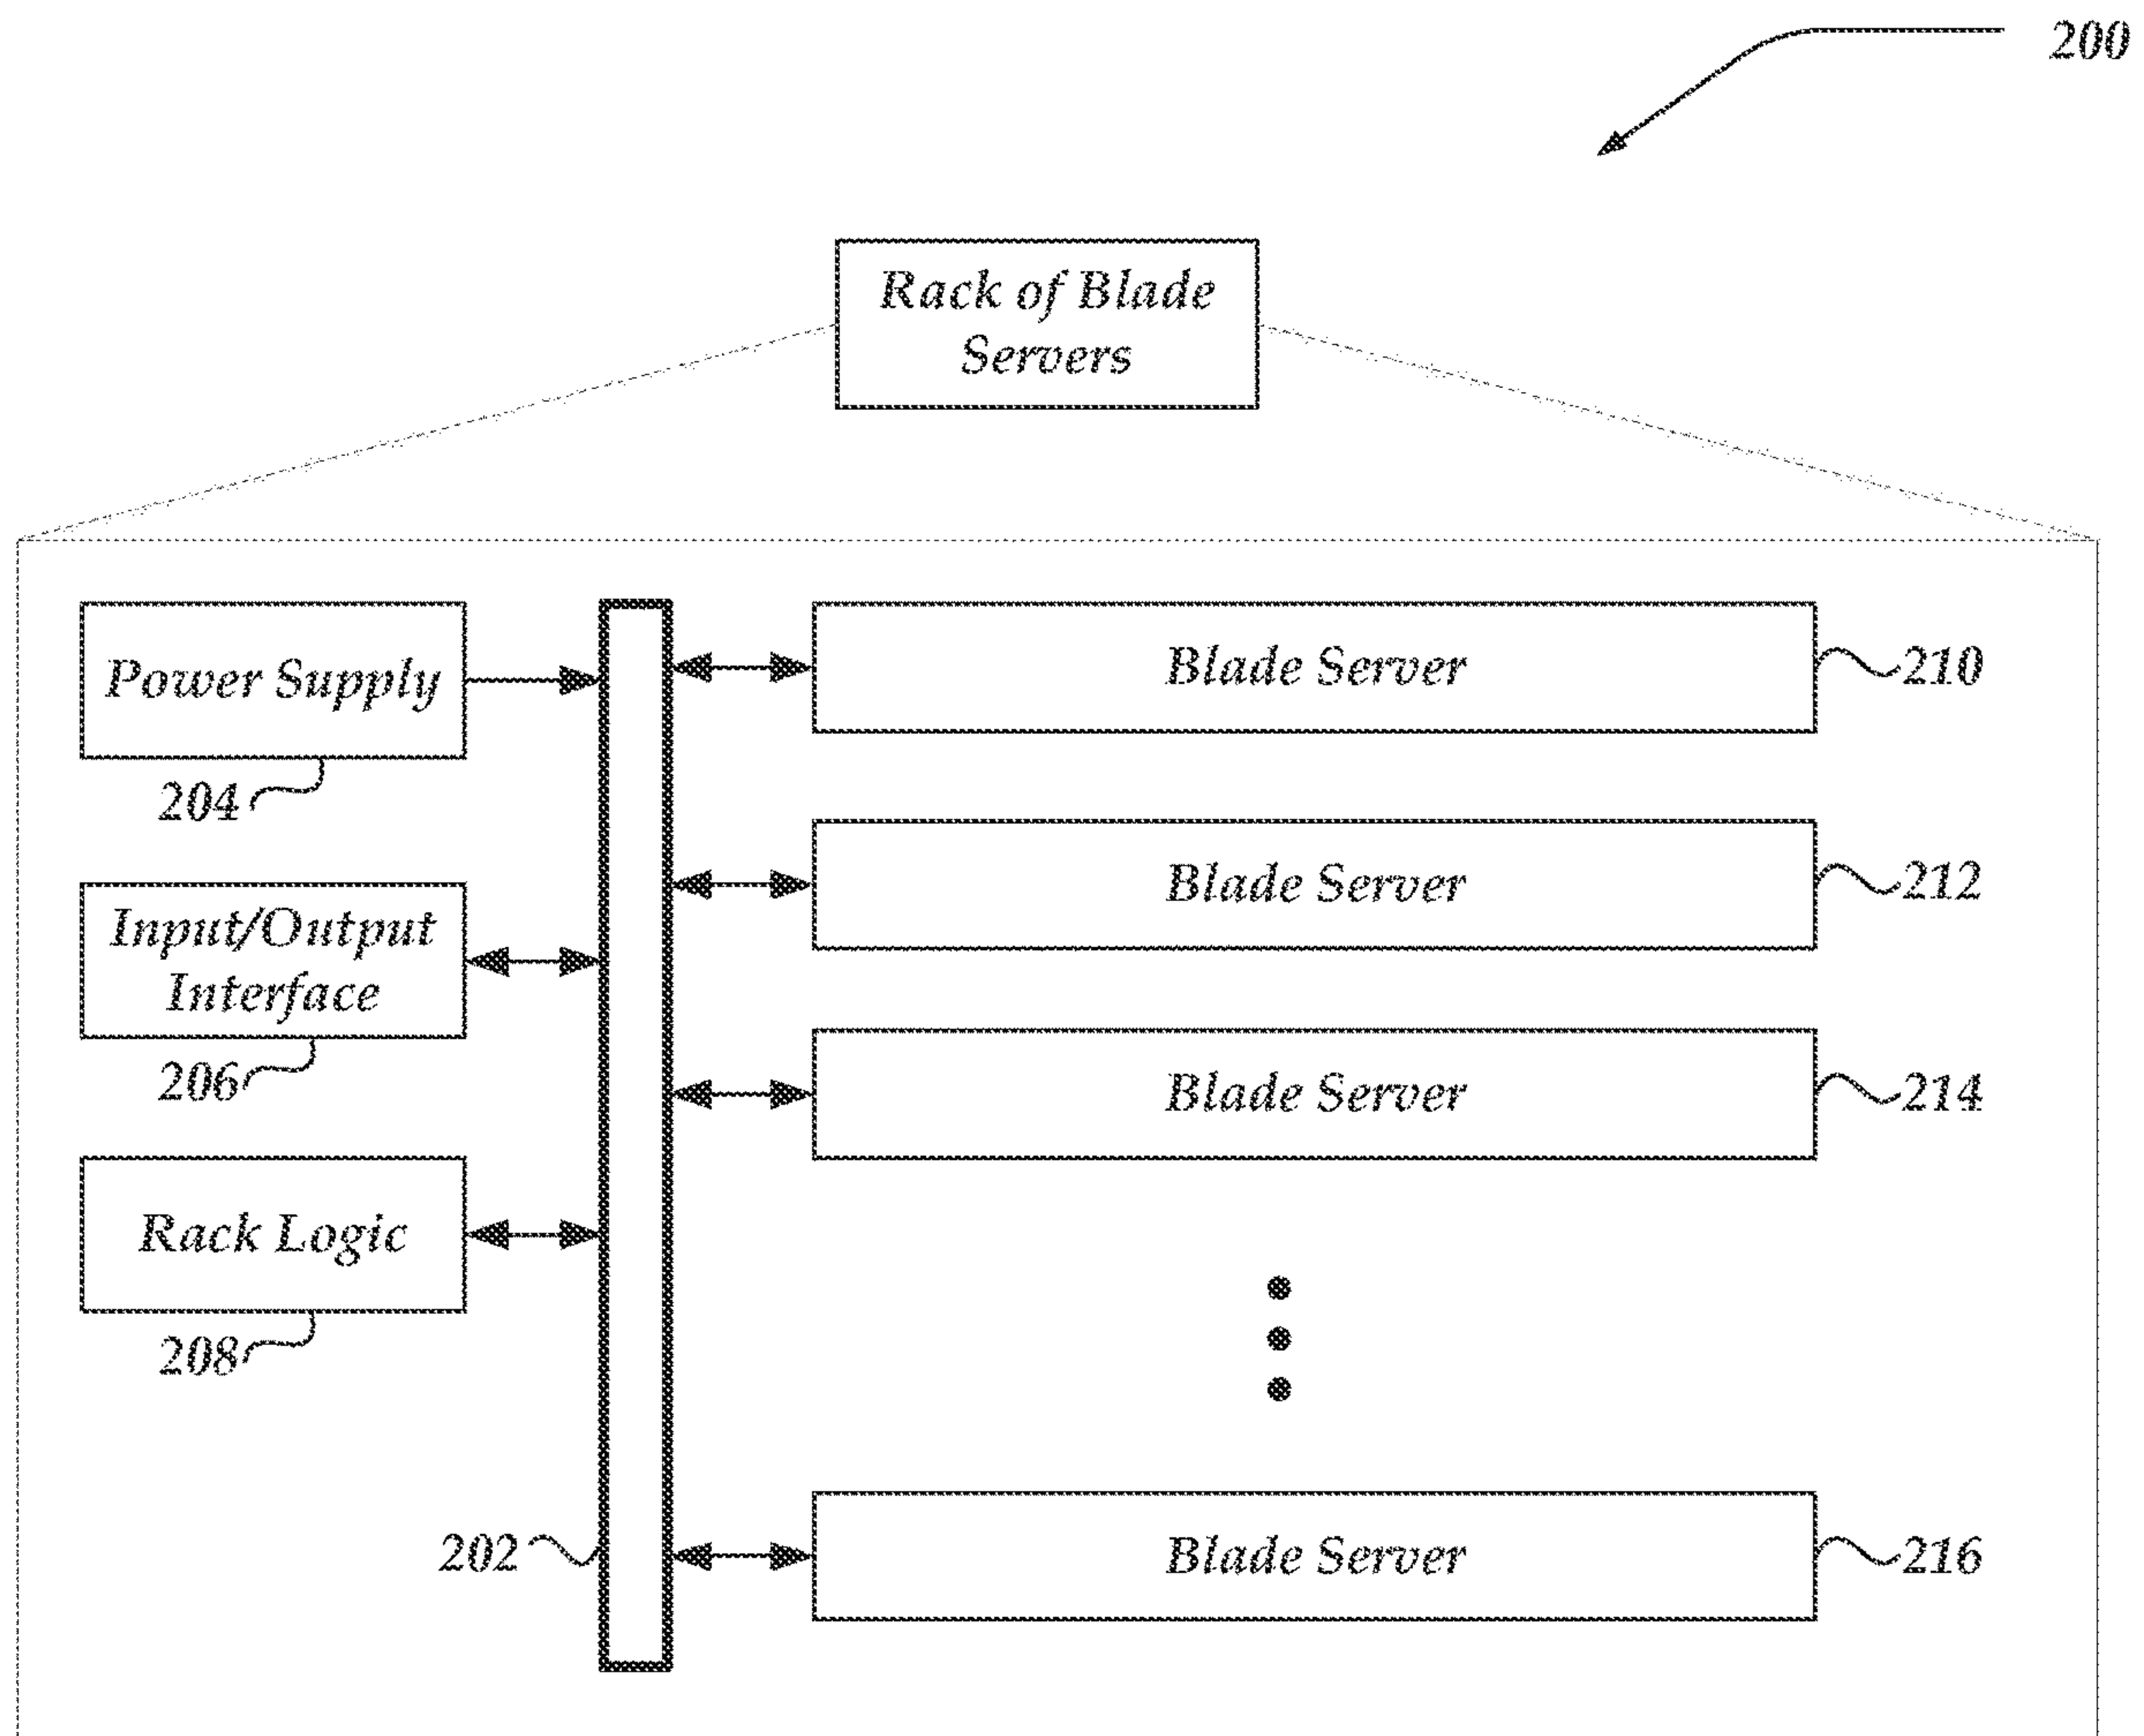 200
Rack of Blade
Servers
Power Supply
204
Input/Output
Interface
206
Rack Logic
208
202
Blade Server
210
Blade Server
212
Blade Server
214
Blade Server
216